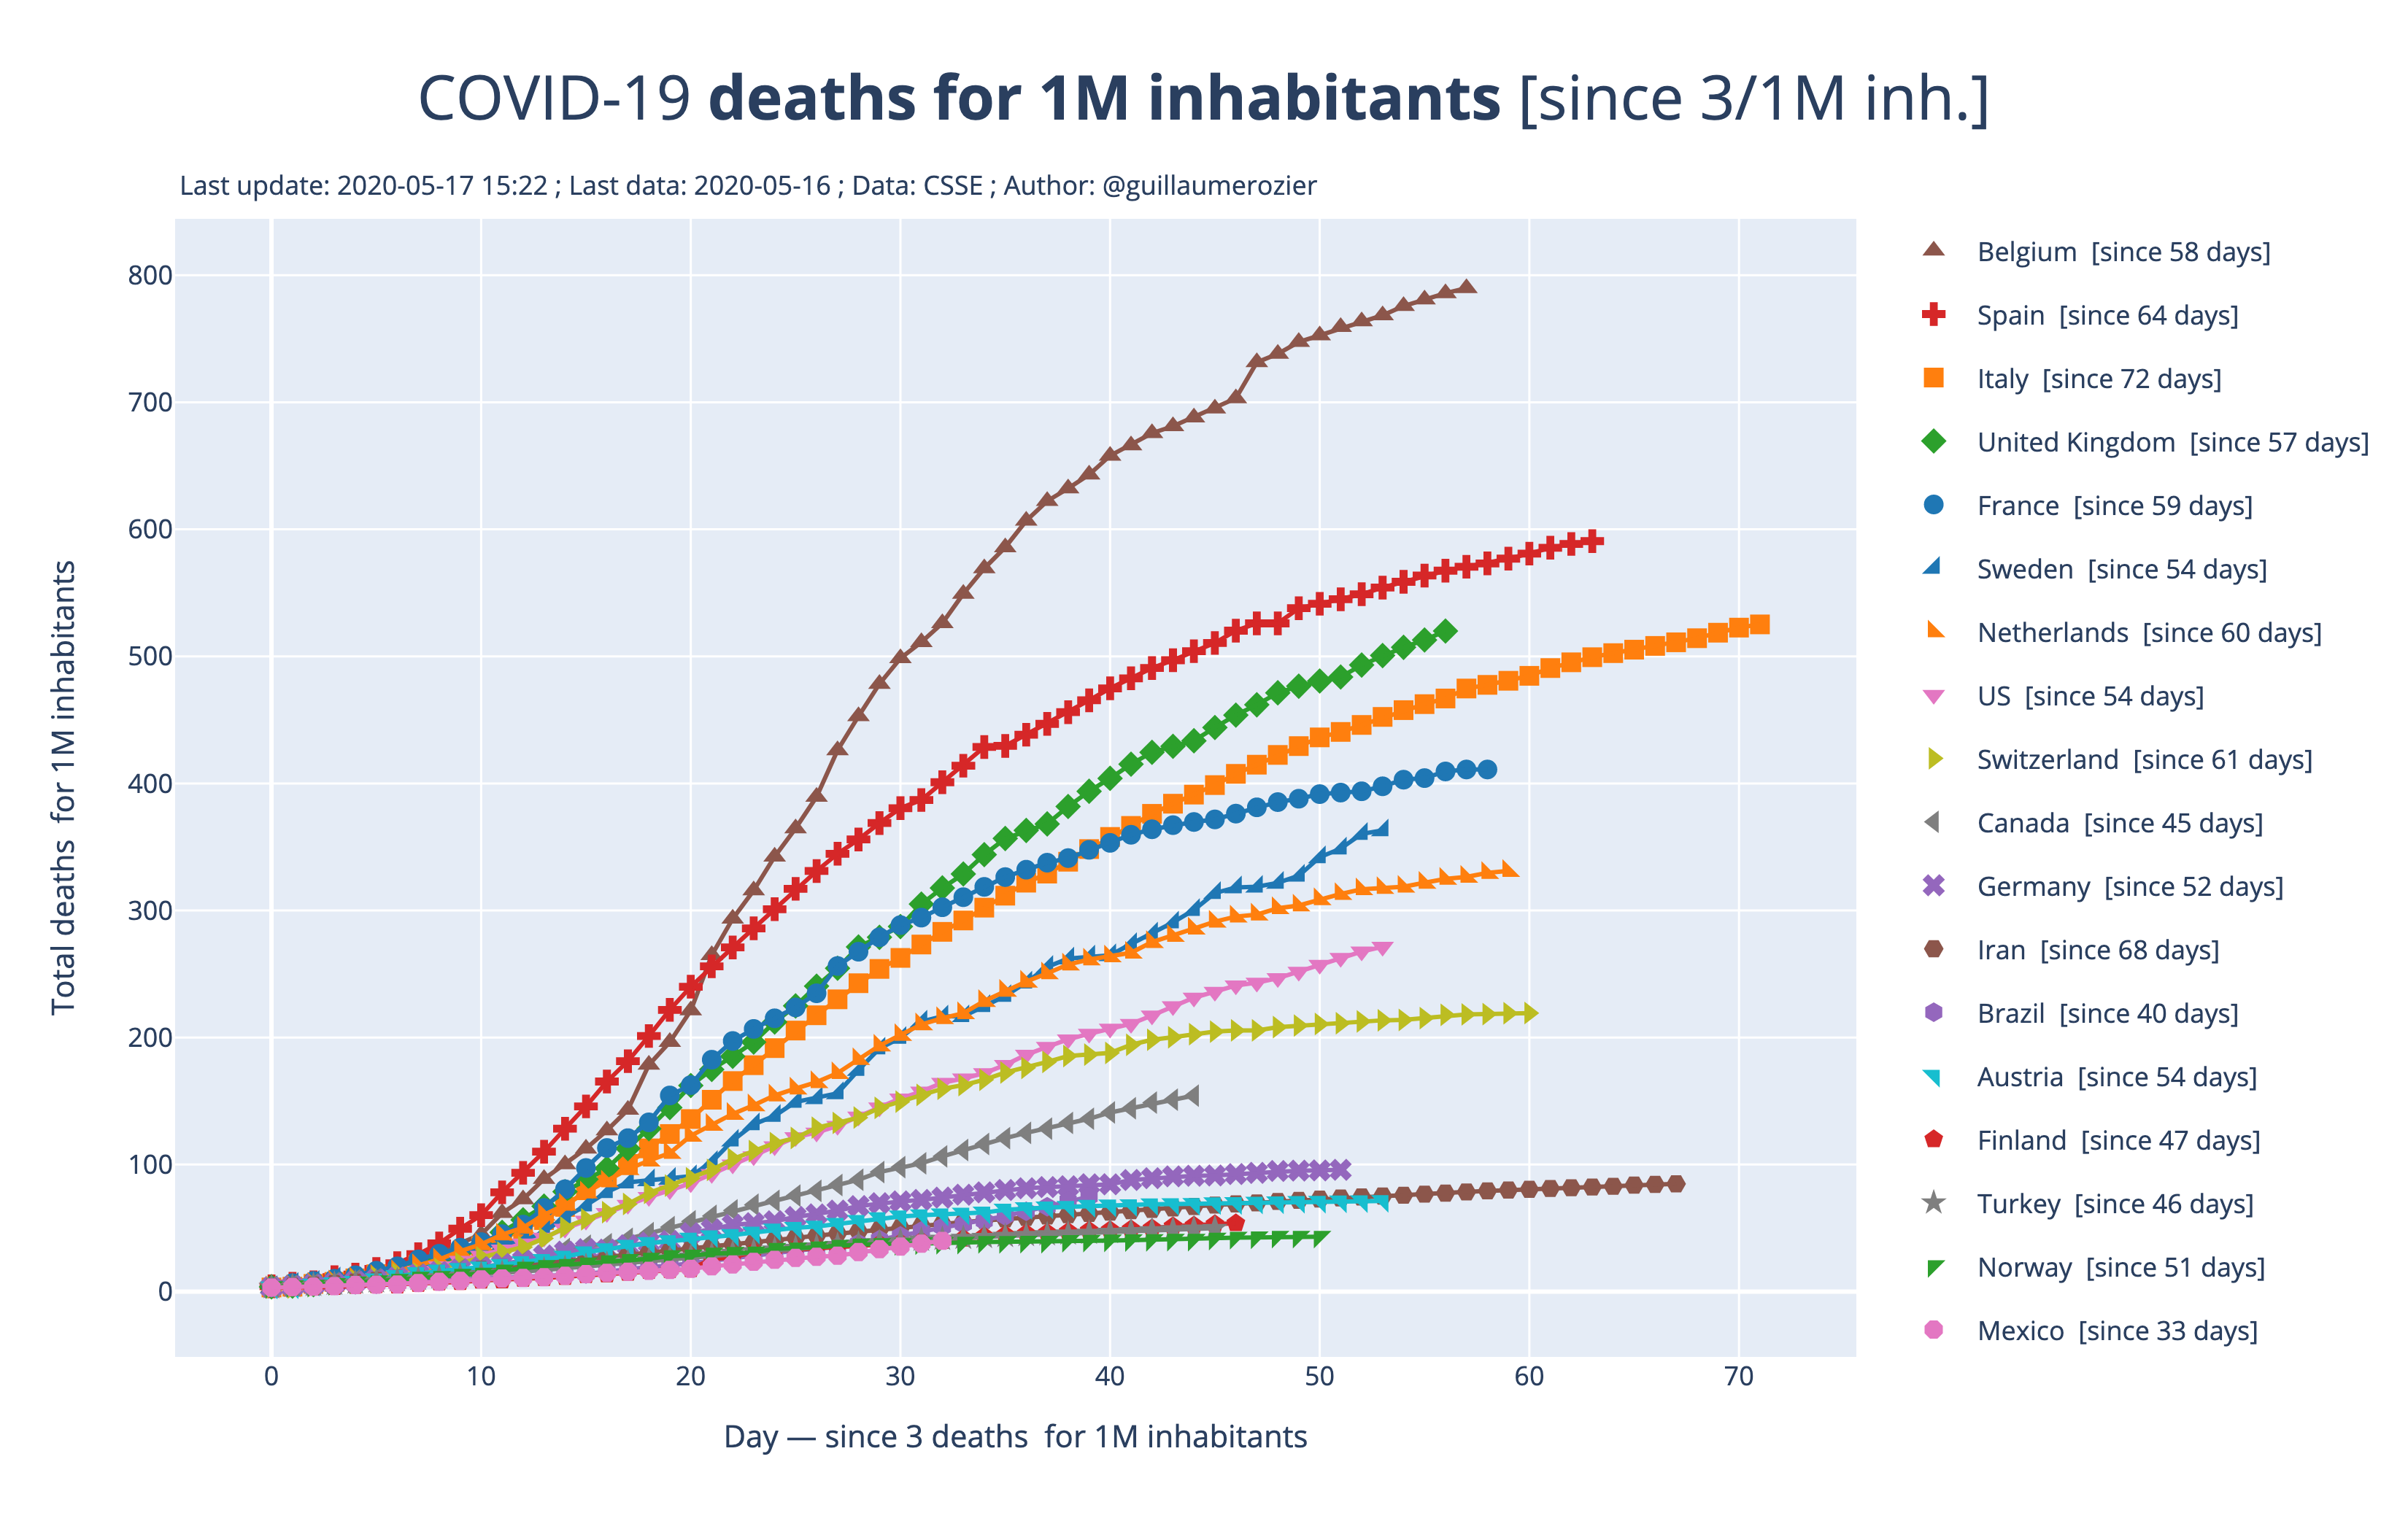 COVID-19 deaths for 1M inhabitants [since 3/1M inh.]
Last update: 2020-05-17 15:22 ; Last data: 2020-05-16 ; Data: CSSE ; Author: @guillaumerozier
Total deaths for 1M inhabitants
800
700
600
500
400
300
200
100
0
0 10 20 30 40 50 60 70
Day — since 3 deaths for 1M inhabitants
Belgium [since 58 days]
Spain [since 64 days]
Italy [since 72 days]
United Kingdom [since 57 days]
France [since 59 days]
Sweden [since 54 days]
Netherlands [since 60 days]
US [since 54 days]
Switzerland [since 61 days]
Canada [since 45 days]
Germany [since 52 days]
Iran [since 68 days]
Brazil [since 40 days]
Austria [since 54 days]
Finland [since 47 days]
Turkey [since 46 days]
Norway [since 51 days]
Mexico [since 33 days]